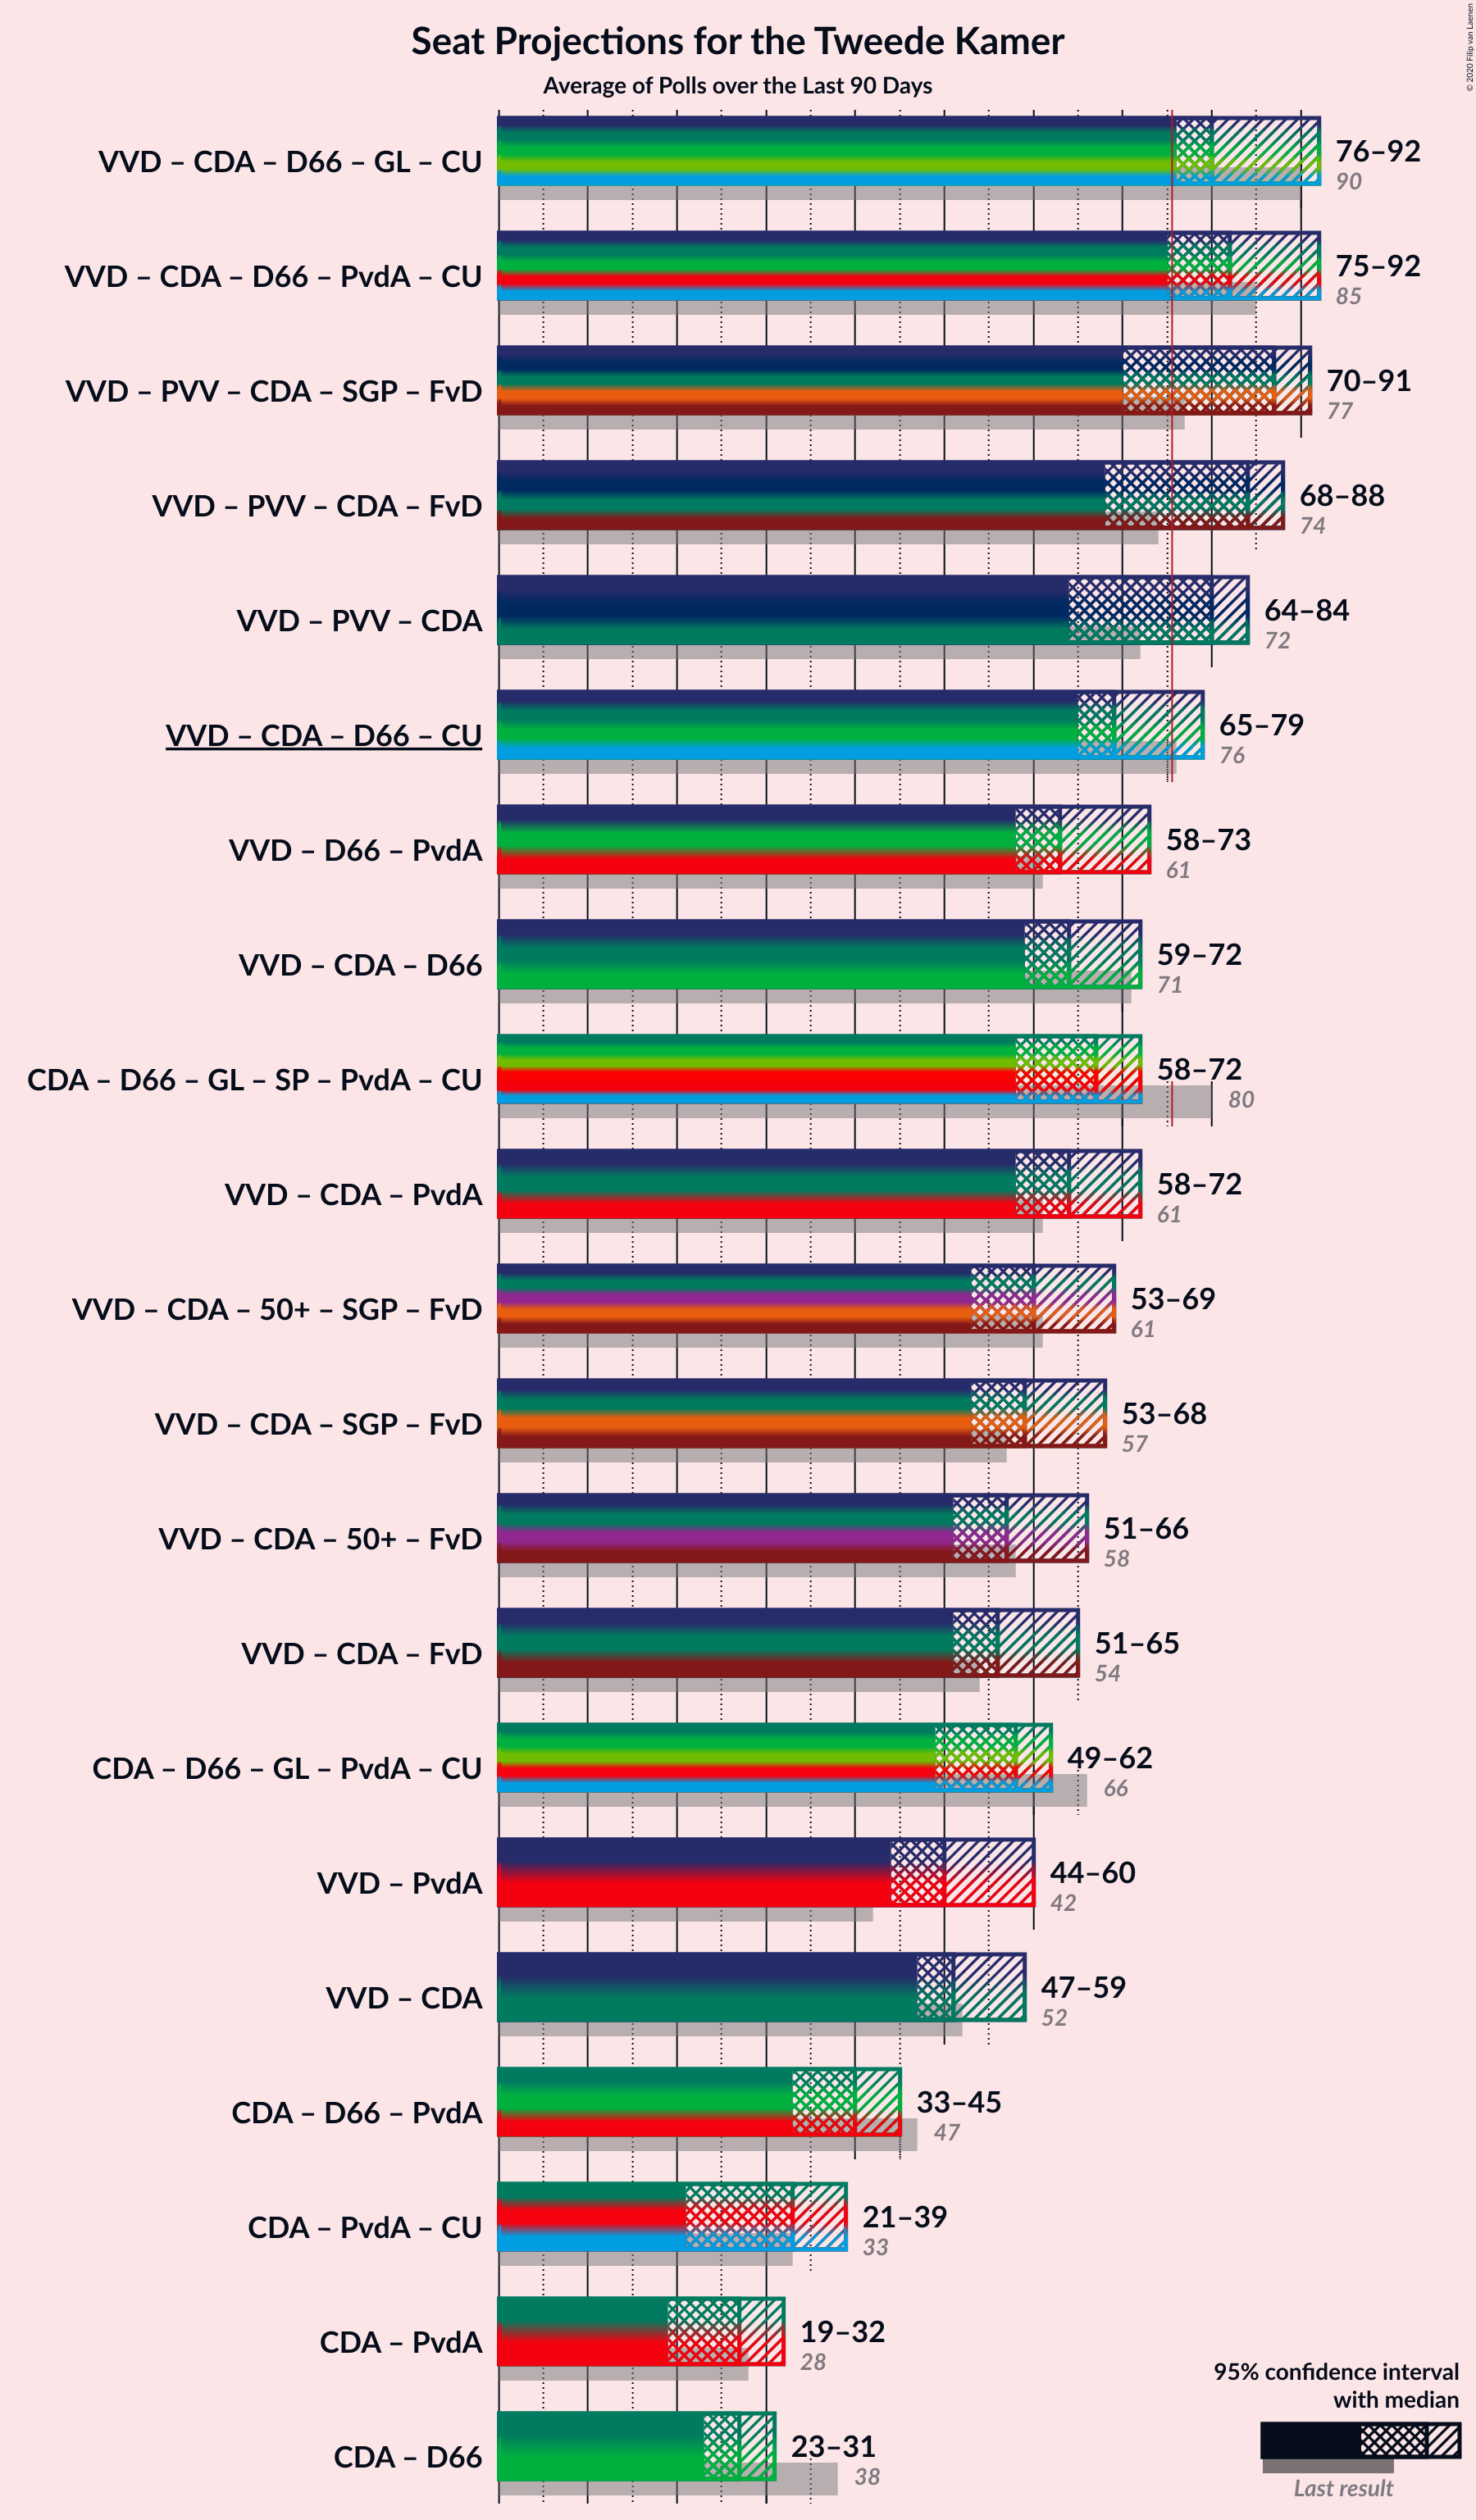 Seat Projections for the Tweede Kamer
Average of Polls over the Last 90 Days
© 2020 Filip van Laenen
VVD – CDA – D66 – GL – CU
76–92
90
VVD – CDA – D66 – PvdA – CU
75–92
85
VVD – PVV – CDA – SGP – FvD
70–91
77
VVD – PVV – CDA – FvD
68–88
74
VVD – PVV – CDA
64–84
72
VVD – CDA – D66 – CU
65–79
76
VVD – D66 – PvdA
58–73
61
VVD – CDA – D66
59–72
71
CDA – D66 – GL – SP – PvdA – CU
58–72
80
VVD – CDA – PvdA
58–72
61
VVD – CDA – 50+ – SGP – FvD
53–69
61
VVD – CDA – SGP – FvD
53–68
57
VVD – CDA – 50+ – FvD
51–66
58
VVD – CDA – FvD
51–65
54
CDA – D66 – GL – PvdA – CU
49–62
66
VVD – PvdA
44–60
42
VVD – CDA
47–59
52
CDA – D66 – PvdA
33–45
47
CDA – PvdA – CU
21–39
33
CDA – PvdA
19–32
28
CDA – D66
23–31
38
95% confidence interval
with median
Last result